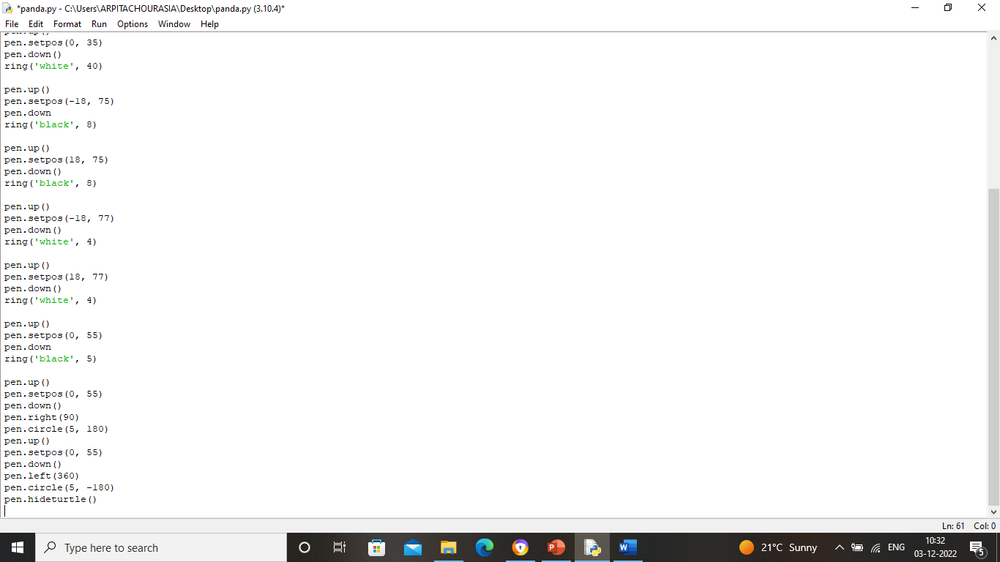 *panda.py - C:\Users\ARPITACHOURASIA\Desktop\panda.py (3.10.4)*
File Edit Format Run Options Window Help
pen.up()
pen.setpos(0, 35)
pen.down()
ring('white', 40)
pen.up()
pen.setpos(-18, 75)
pen.down
ring('black', 8)
pen.up()
pen.setpos(18, 75)
pen.down()
ring('black', 8)
pen.up()
pen.setpos(-18, 77)
pen.down()
ring('white', 4)
pen.up()
pen.setpos(18, 77)
pen.down()
ring('white', 4)
pen.up()
pen.setpos(0, 55)
pen.down
ring('black', 5)
pen.up()
pen.setpos(0, 55)
pen.down()
pen.right(90)
pen.circle(5, 180)
pen.up()
pen.setpos(0, 55)
pen.down()
pen.left(360)
pen.circle(5, -180)
pen.hideturtle()
Ln: 61 Col: 0
Type here to search
21°C Sunny
ENG
10:32
03-12-2022
5